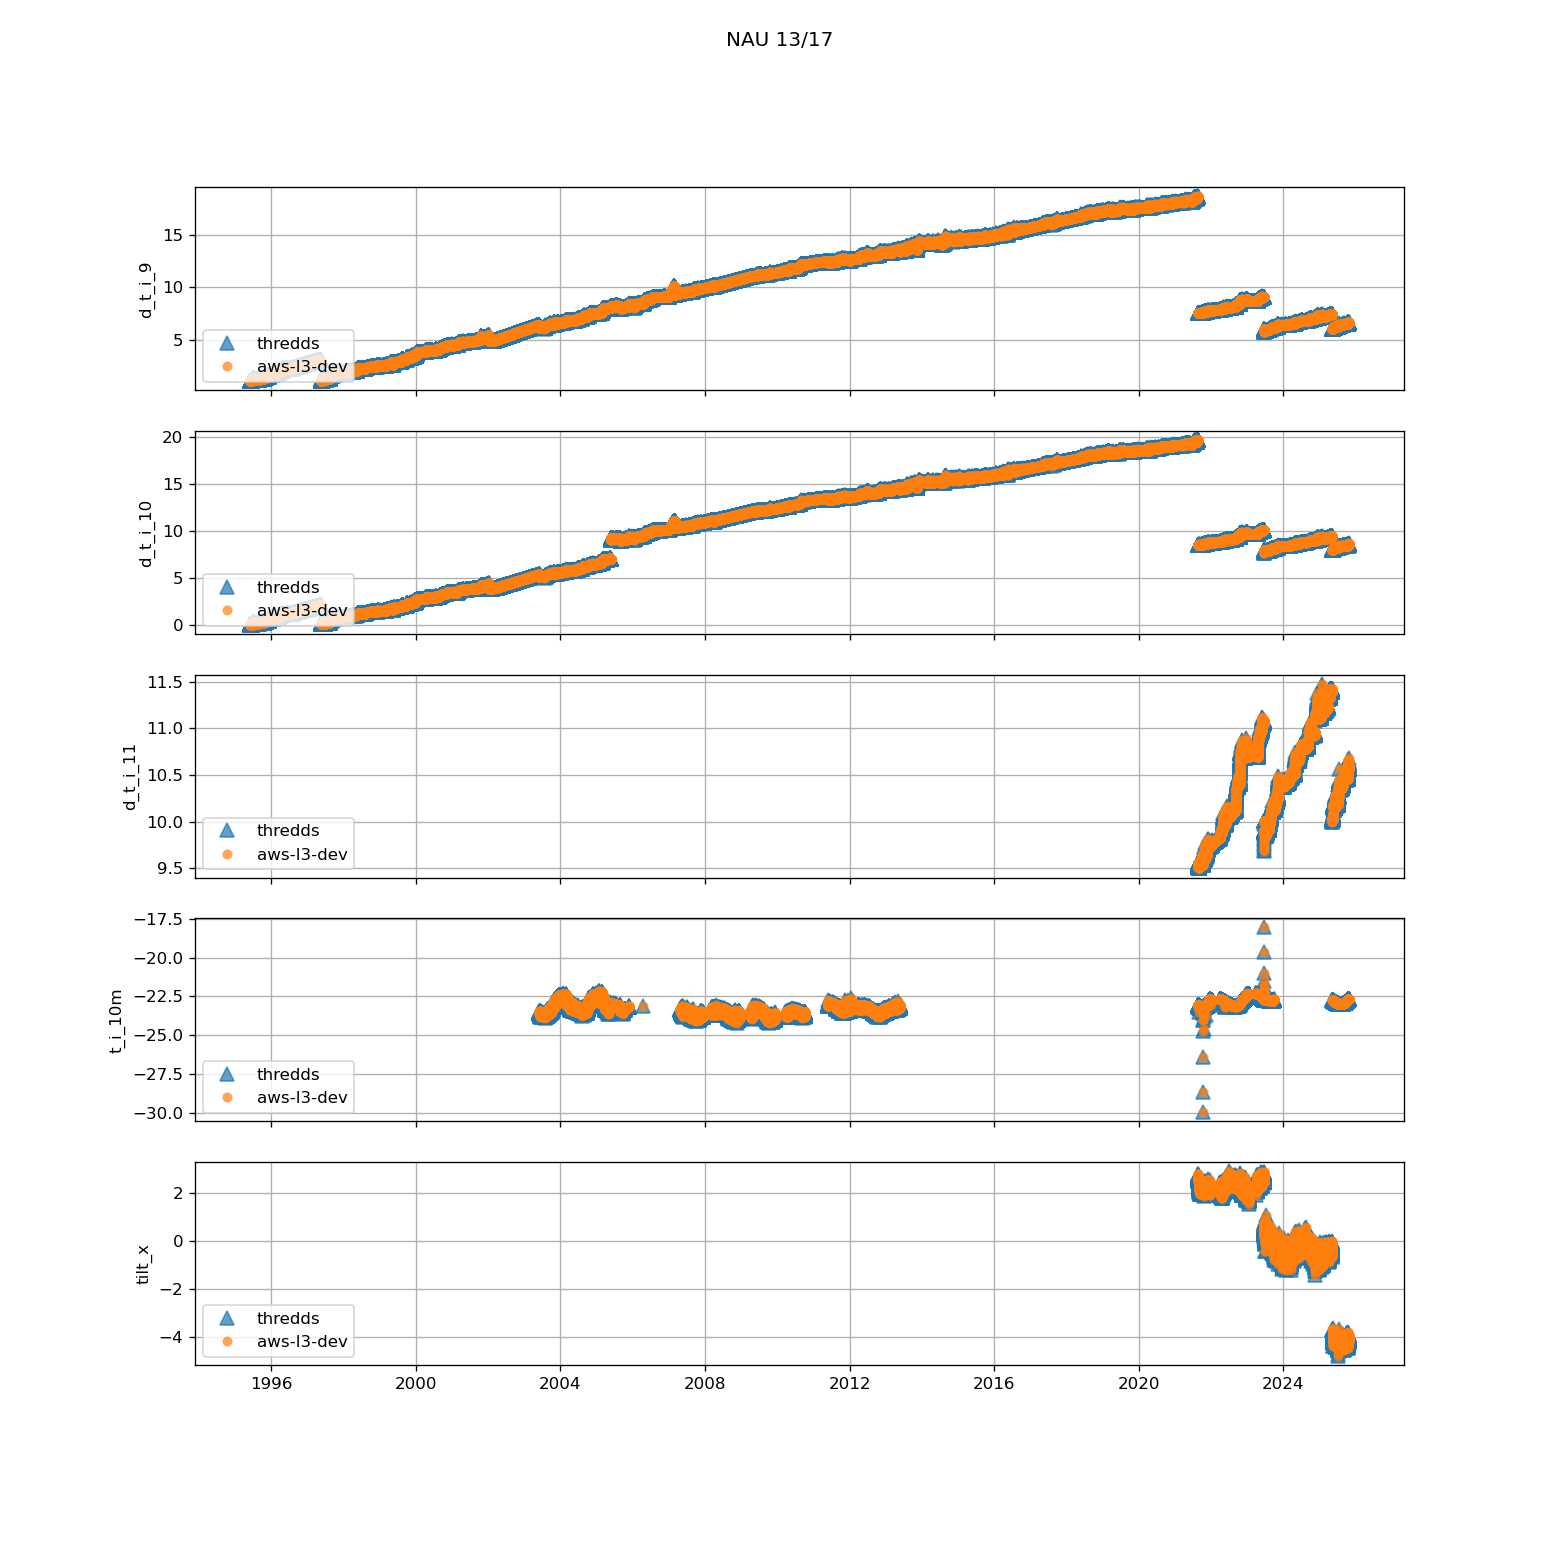 NAU 13/17
15
10
5
d_t_i_9
thredds
aws-l3-dev
20
15
10
5
0
d_t_i_10
thredds
aws-l3-dev
11.5
11.0
10.5
10.0
9.5
d_t_i_11
thredds
aws-l3-dev
−17.5
−20.0
−22.5
−25.0
−27.5
−30.0
t_i_10m
thredds
aws-l3-dev
2
0
−2
−4
tilt_x
thredds
aws-l3-dev
1996 2000 2004 2008 2012 2016 2020 2024